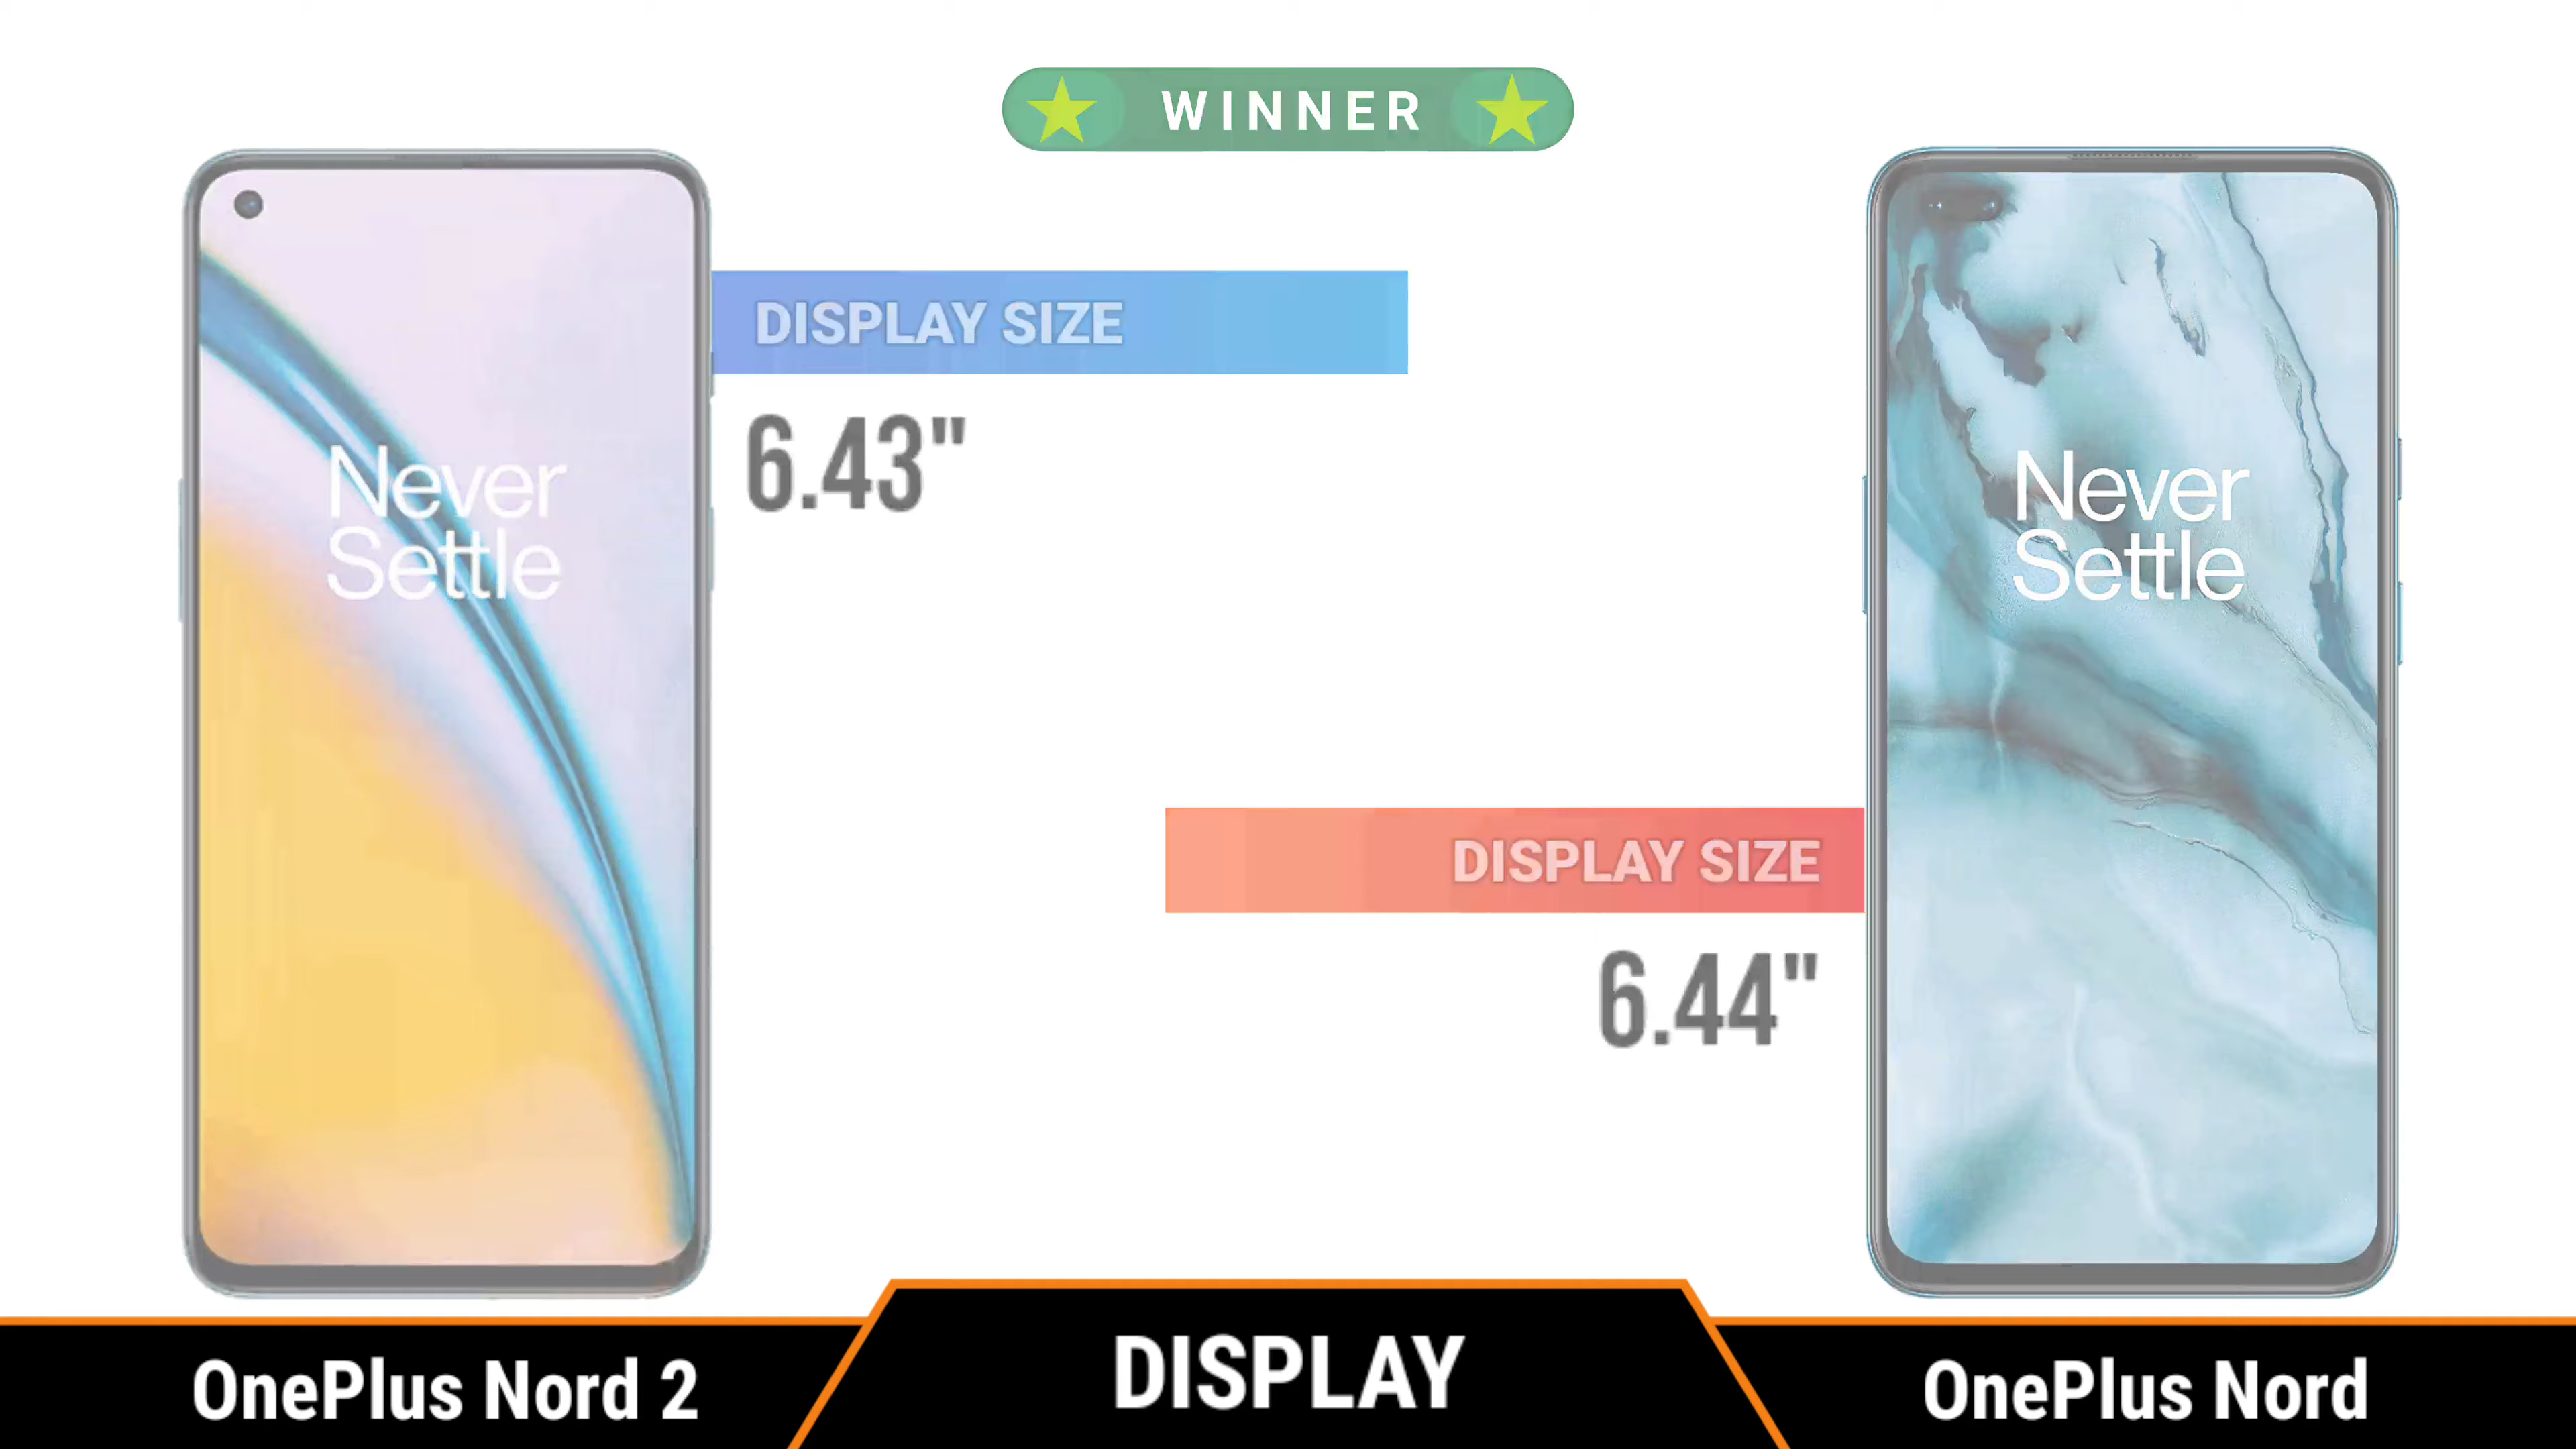 WINNER
DISPLAY SIZE
6.43"
Never
Settle
Never
Settle
DISPLAY SIZE
6.44"
OnePlus Nord 2
DISPLAY
OnePlus Nord